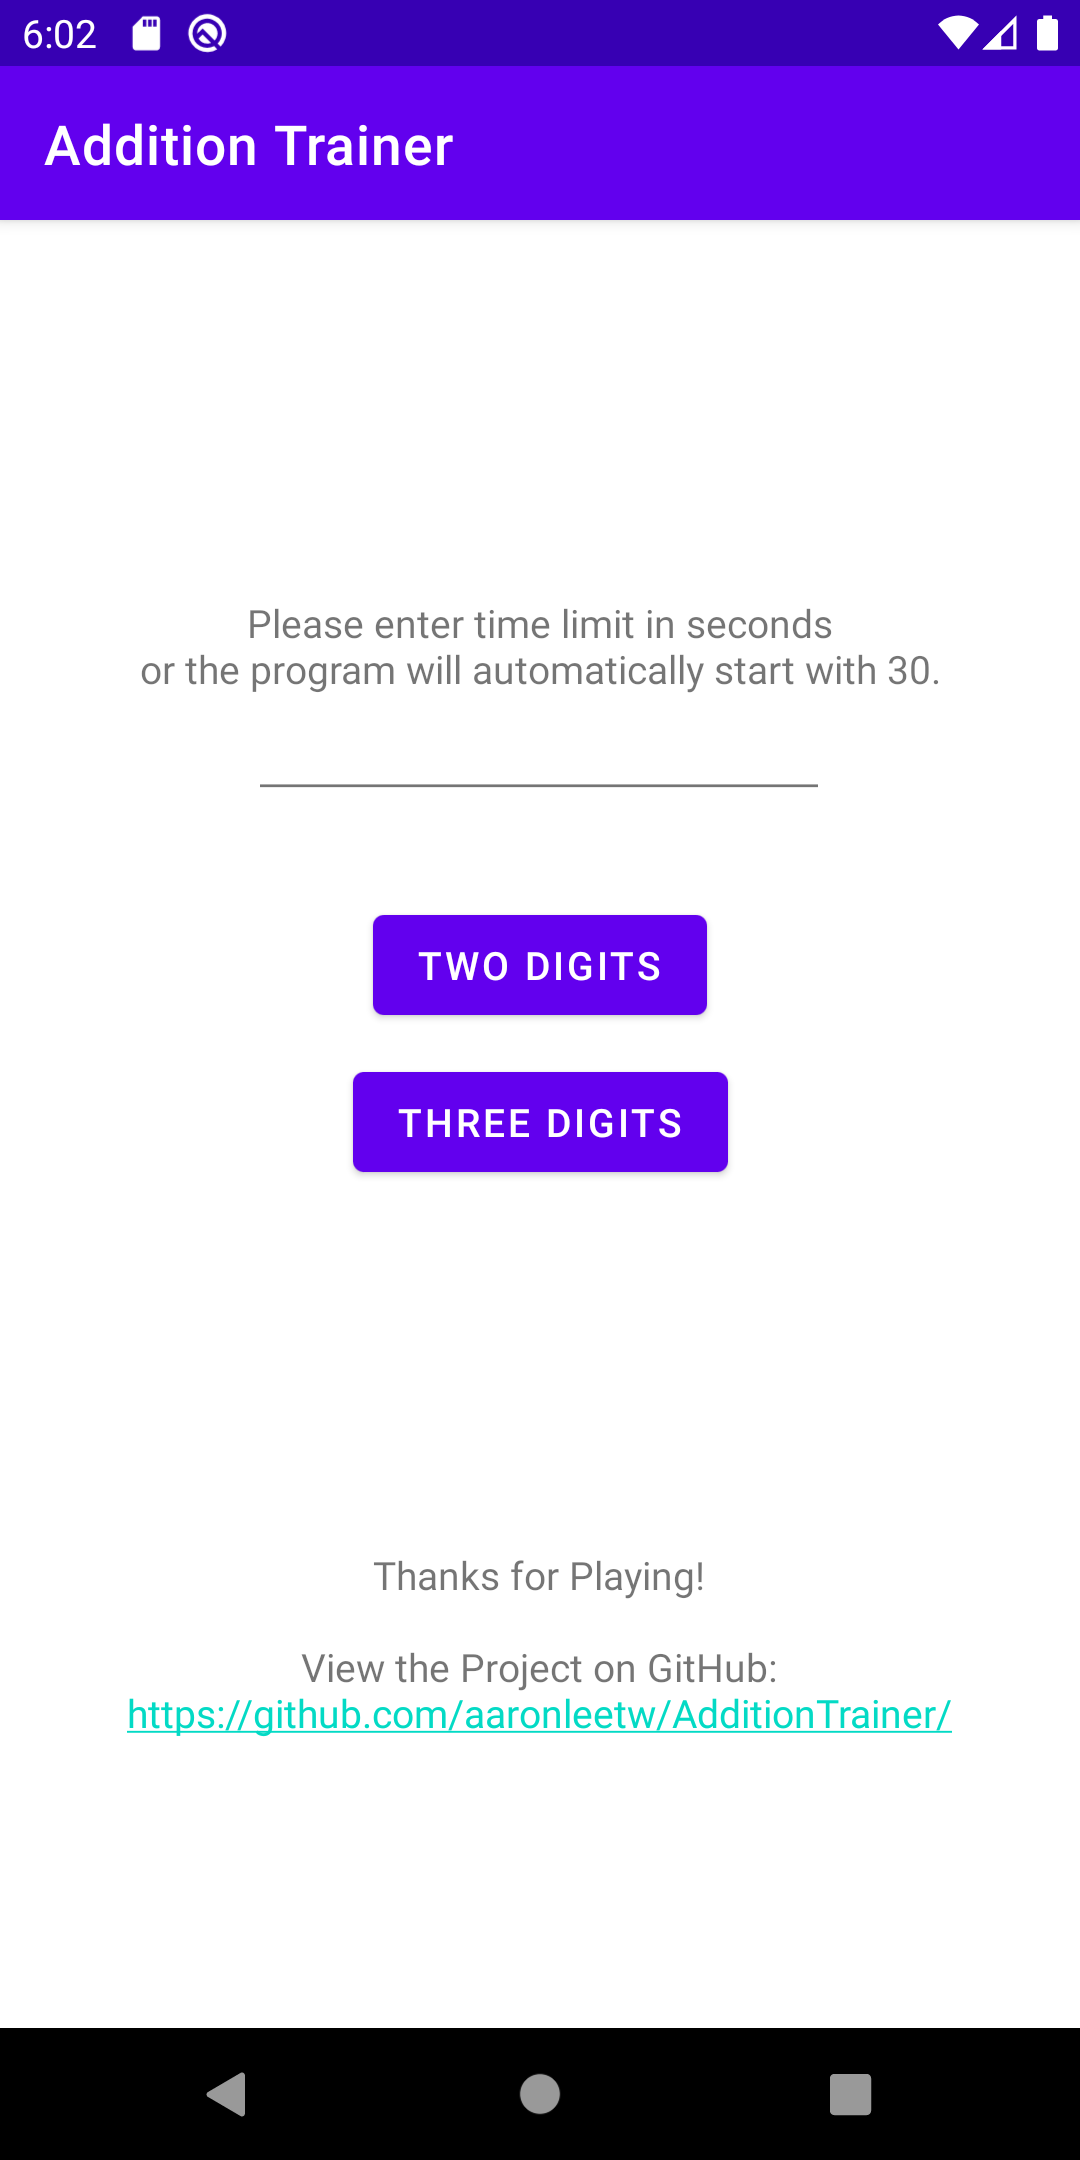 6:02
Addition Trainer
Please enter time limit in seconds
or the program will automatically start with 30.
TWO DIGITS
THREE DIGITS
Thanks for Playing!
View the Project on GitHub:
https://github.com/aaronleetw/AdditionTrainer/